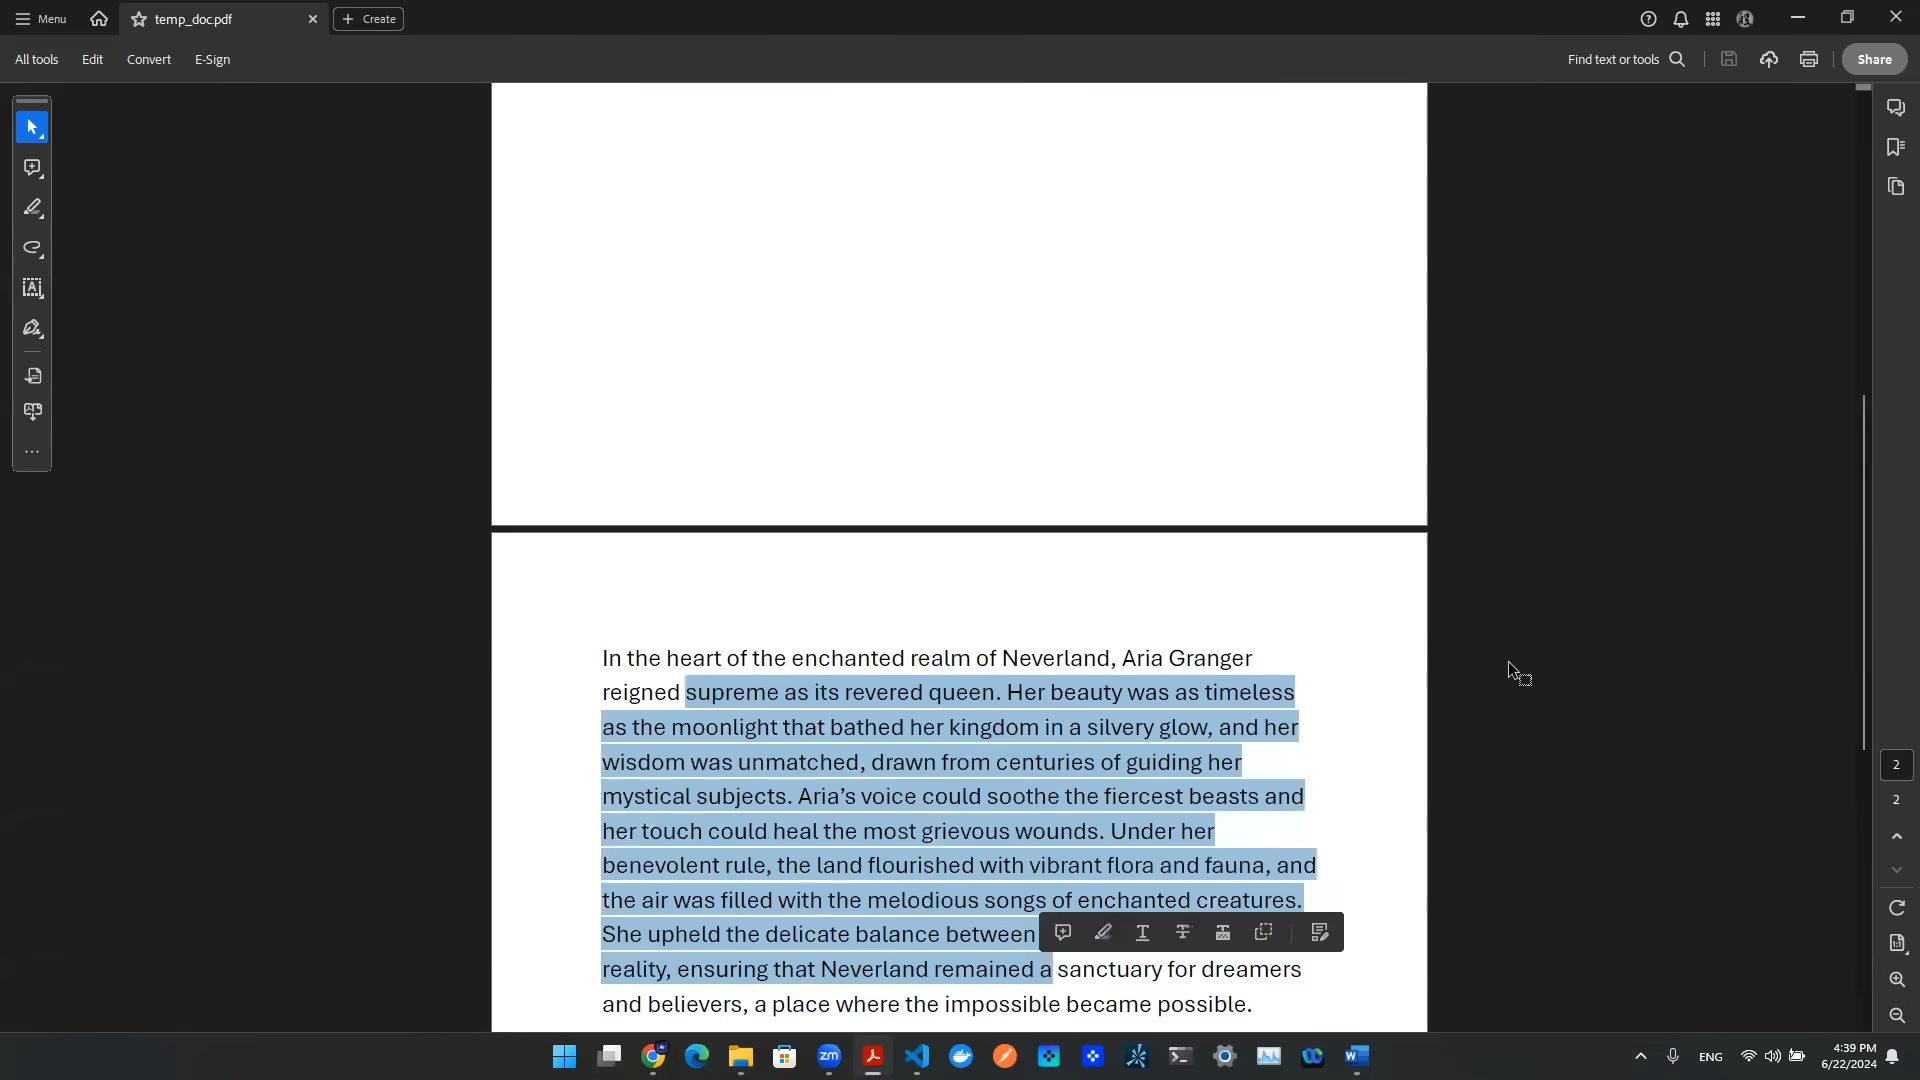 Menu
temp_doc.pdf
Create
All tools
Edit
Convert
E-Sign
Find text or tools
Share
In the heart of the enchanted realm of Neverland, Aria Granger
reigned supreme as its revered queen. Her beauty was as timeless
as the moonlight that bathed her kingdom in a silvery glow, and her
wisdom was unmatched, drawn from centuries of guiding her
mystical subjects. Aria’s voice could soothe the fiercest beasts and
her touch could heal the most grievous wounds. Under her
benevolent rule, the land flourished with vibrant flora and fauna, and
the air was filled with the melodious songs of enchanted creatures.
She upheld the delicate balance between
reality, ensuring that Neverland remained a sanctuary for dreamers
and believers, a place where the impossible became possible.
2
2
zm
ENG
4:39 PM
6/22/2024